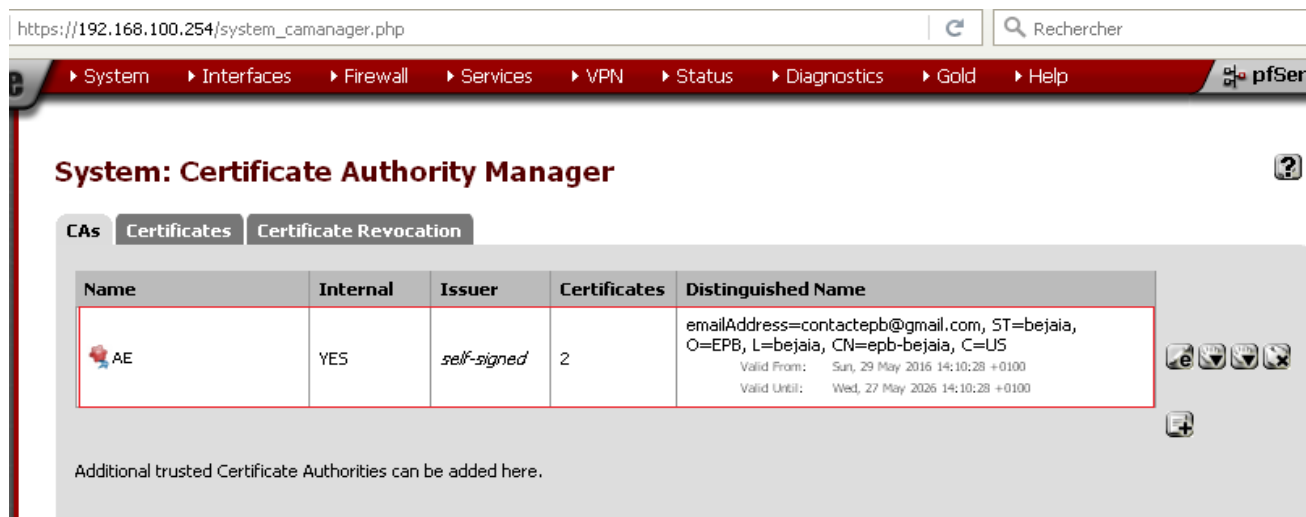 https://192.168.100.254/system_camanager.php
Rechercher
System Interfaces Firewall Services VPN Status Diagnostics Gold Help
System: Certificate Authority Manager
CAs Certificates Certificate Revocation
Name Internal Issuer Certificates Distinguished Name
AE YES self-signed 2
emailAddress=contactepb@gmail.com, ST=bejaia,
O=EPB, L=bejaia, CN=epb-bejaia, C=US
Valid From: Sun, 29 May 2016 14:10:28 +0100
Valid Until: Wed, 27 May 2026 14:10:28 +0100
Additional trusted Certificate Authorities can be added here.